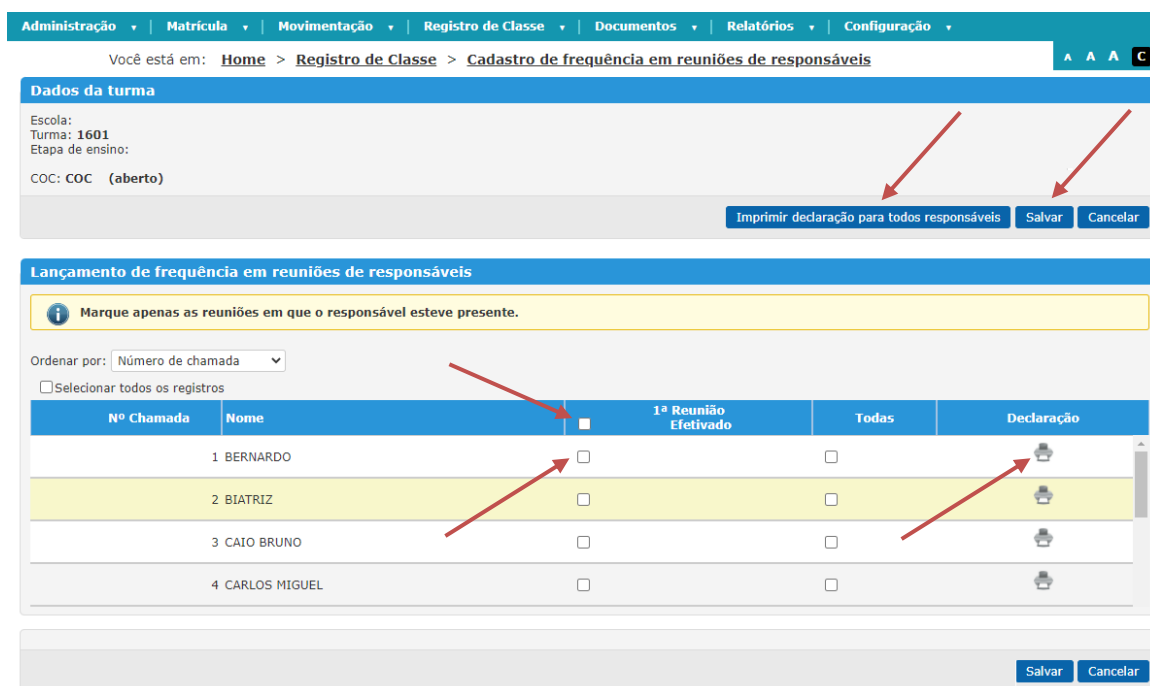 Administração | Matrícula | Movimentação | Registro de Classe | Documentos | Relatórios | Configuração
Você está em: Home > Registro de Classe > Cadastro de frequência em reuniões de responsáveis
A A A C
Dados da turma
Escola:
Turma: 1601
Etapa de ensino:
COC: COC (aberto)
Imprimir declaração para todos responsáveis Salvar Cancelar
Lançamento de frequência em reuniões de responsáveis
Marque apenas as reuniões em que o responsável esteve presente.
Ordenar por: Número de chamada
Selecionar todos os registros
Nº Chamada Nome 1ª Reunião Efetivado Todas Declaração
1 BERNARDO
2 BIATRIZ
3 CAIO BRUNO
4 CARLOS MIGUEL
Salvar Cancelar